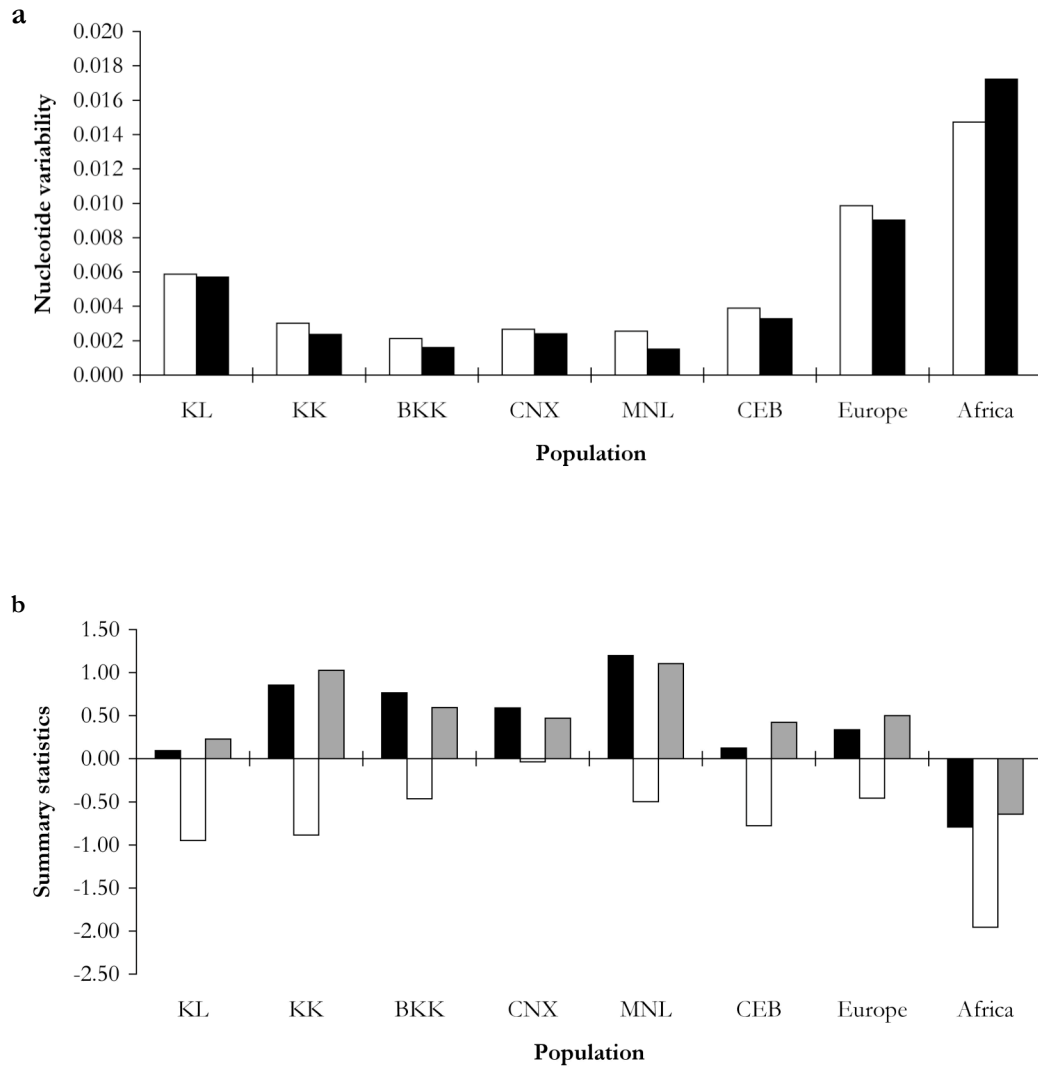 a
0.020
0.018
0.016
0.014
0.012
0.010
0.008
0.006
0.004
0.002
0.000
Nucleotide variability
KL KK BKK CNX MNL CEB Europe Africa
Population
b
1.50
1.00
0.50
0.00
-0.50
-1.00
-1.50
-2.00
-2.50
Summary statistics
KL KK BKK CNX MNL CEB Europe Africa
Population